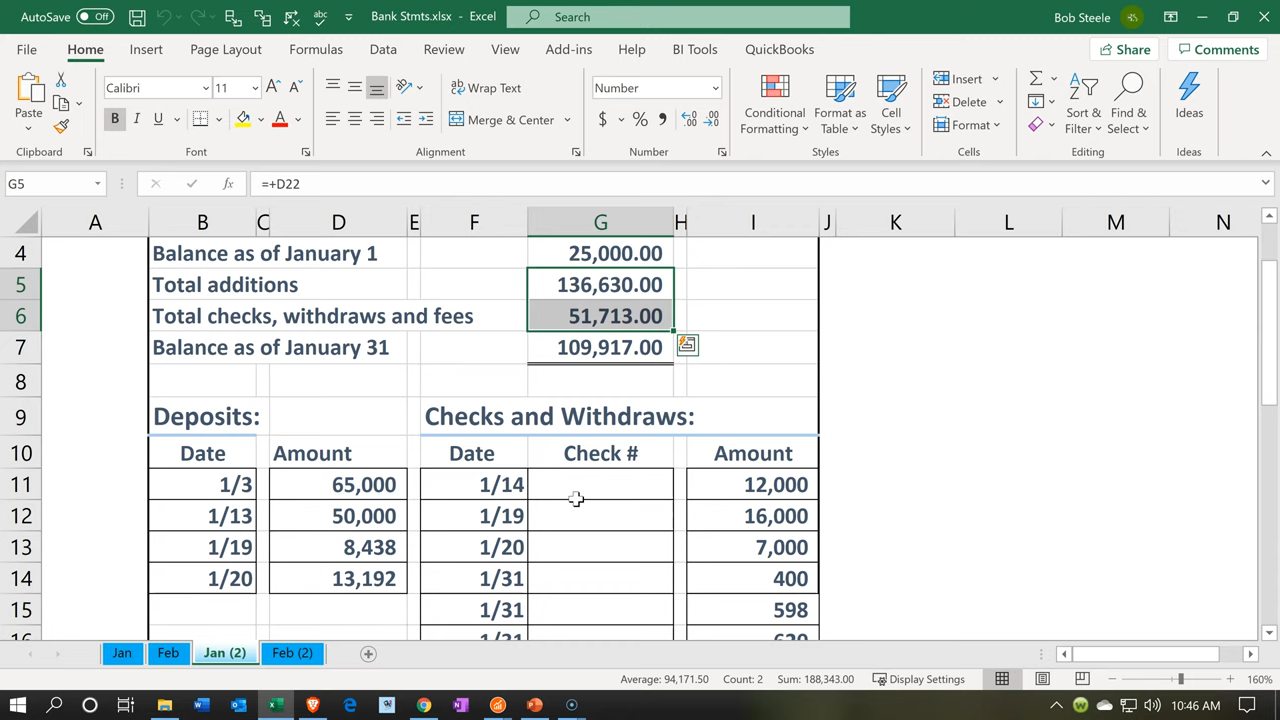 AutoSave Off Bank Stmts.xlsx - Excel Search Bob Steele BS
File Home Insert Page Layout Formulas Data Review View Add-ins Help BI Tools QuickBooks Share Comments
Paste Calibri 11 Wrap Text Number Conditional Formatting Format as Table Cell Styles Insert Delete Format Sort & Filter Find & Select Ideas
B I U A Merge & Center $ %
Clipboard Font Alignment Number Styles Cells Editing Ideas
G5 fx =+D22
A B C D E F G H I J K L M N
4 Balance as of January 1 25,000.00
5 Total additions 136,630.00
6 Total checks, withdraws and fees 51,713.00
7 Balance as of January 31 109,917.00
8
9 Deposits: Checks and Withdraws:
10 Date Amount Date Check # Amount
11 1/3 65,000 1/14 12,000
12 1/13 50,000 1/19 16,000
13 1/19 8,438 1/20 7,000
14 1/20 13,192 1/31 400
15 1/31 598
16 1/31 620
Jan Feb Jan (2) Feb (2)
Average: 94,171.50 Count: 2 Sum: 188,343.00 Display Settings 160%
10:46 AM